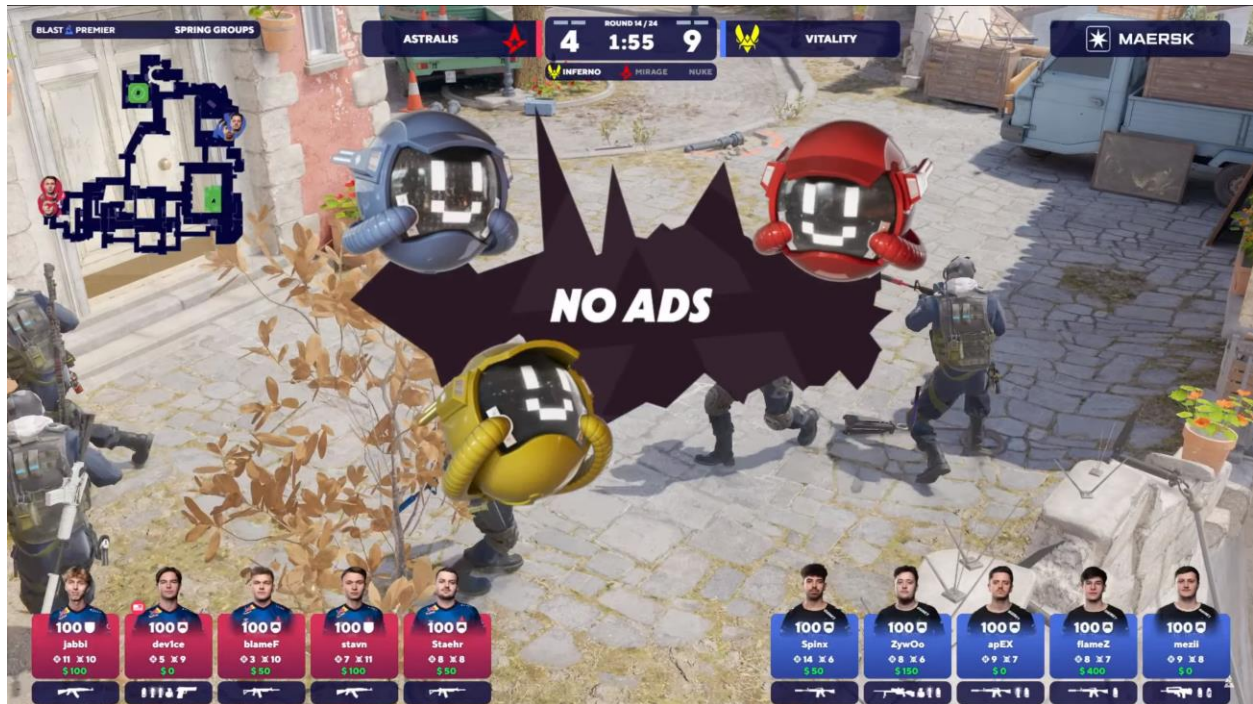 BLAST PREMIER SPRING GROUPS
ASTRALIS
4
ROUND 14 / 24
1:55
9
VITALITY
MAERSK
INFERNO MIRAGE NUKE
NO ADS
100 100 100 100 100
jabbi dev1ce blameF stavn Staehr
11 10 5 9 3 10 7 11 8 8
$100 $0 $50 $100 $50
100 100 100 100 100
Spinx ZywOo apEX flameZ mezii
14 6 8 6 9 7 8 7 9 8
$50 $150 $0 $400 $0